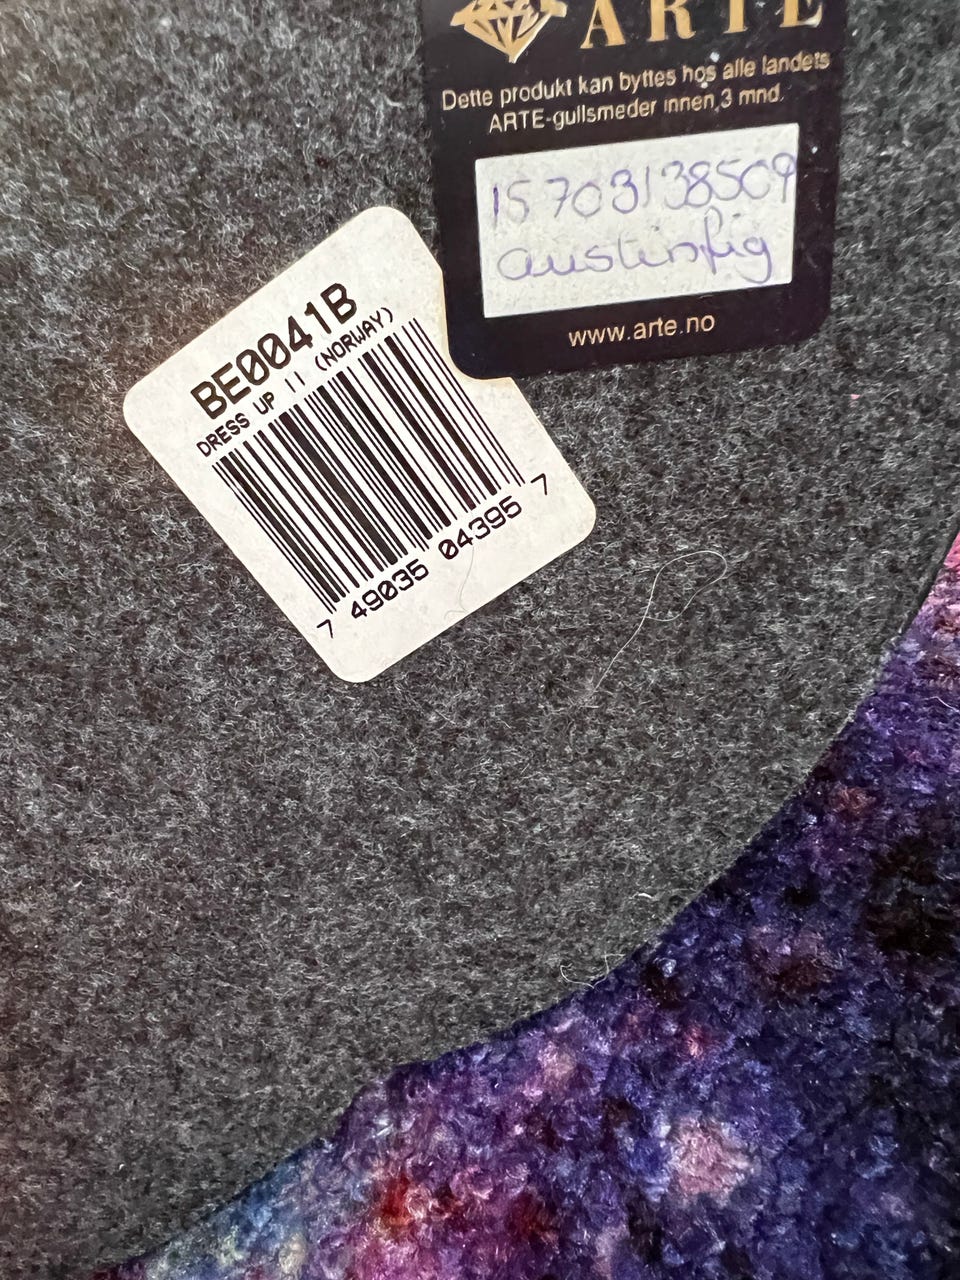 ARTE
Dette produkt kan byttes hos alle landets
ARTE-gullsmeder innen,3 mnd.
15703138509
austinfig
www.arte.no
BE0041B
DRESS UP II (NORWAY)
7 49035 04395 7